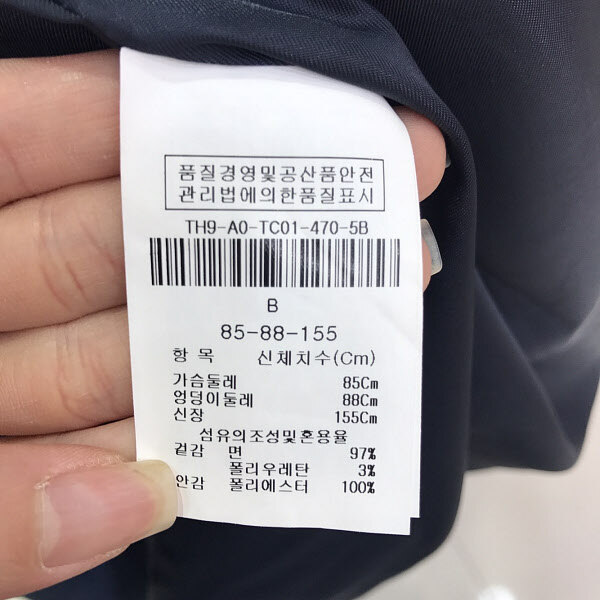 품질경영및공산품안전
관리법에의한품질표시
TH9-A0-TC01-470-5B
B
85-88-155
항 목 신체치수(Cm)
가슴둘레 85Cm
엉덩이둘레 88Cm
신장 155Cm
섬유의조성및혼용율
겉감 면 97%
폴리우레탄 3%
안감 폴리에스터 100%